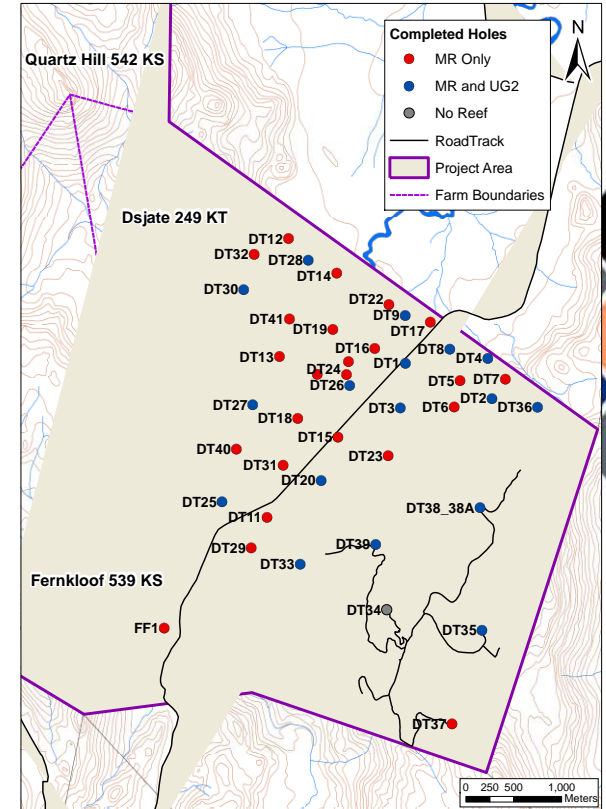 Completed Holes
MR Only
MR and UG2
No Reef
RoadTrack
Project Area
Farm Boundaries
N
Quartz Hill 542 KS
Dsjate 249 KT
DT12
DT32
DT28
DT14
DT30
DT22
DT9
DT17
DT41
DT19
DT16
DT8
DT4
DT13
DT24
DT1
DT26
DT5
DT7
DT2
DT27
DT3
DT6
DT36
DT18
DT15
DT40
DT23
DT31
DT20
DT25
DT38_38A
DT11
DT39
DT29
DT33
Fernkloof 539 KS
DT34
FF1
DT35
DT37
0 250 500 1,000
Meters